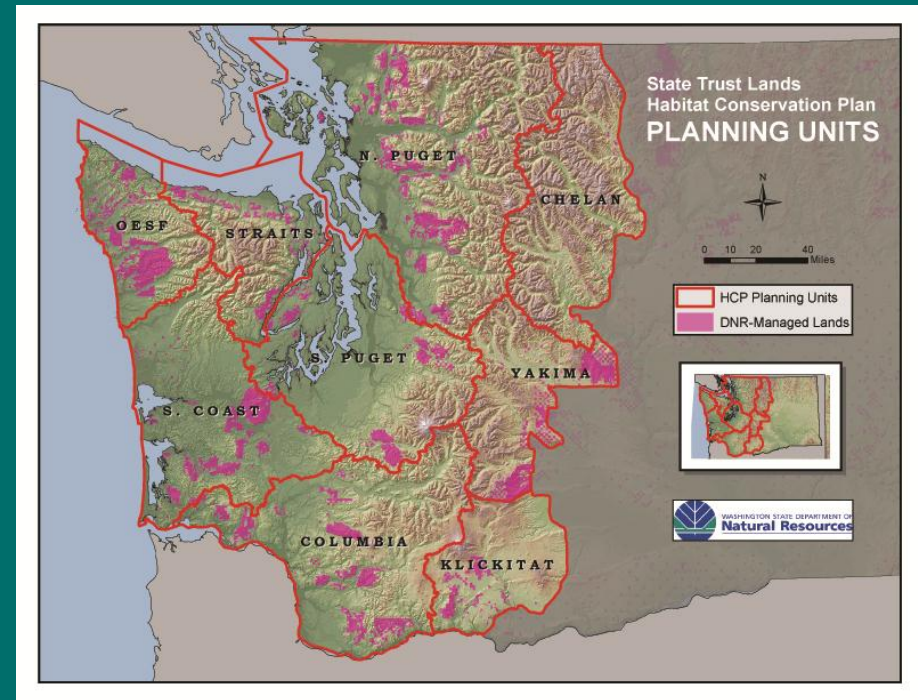 State Trust Lands
Habitat Conservation Plan
PLANNING UNITS
N
0 10 20 40
Miles
HCP Planning Units
DNR-Managed Lands
WASHINGTON STATE DEPARTMENT OF
Natural Resources
N. PUGET
CHELAN
OESF
STRAITS
S. PUGET
YAKIMA
S. COAST
COLUMBIA
KLICKITAT